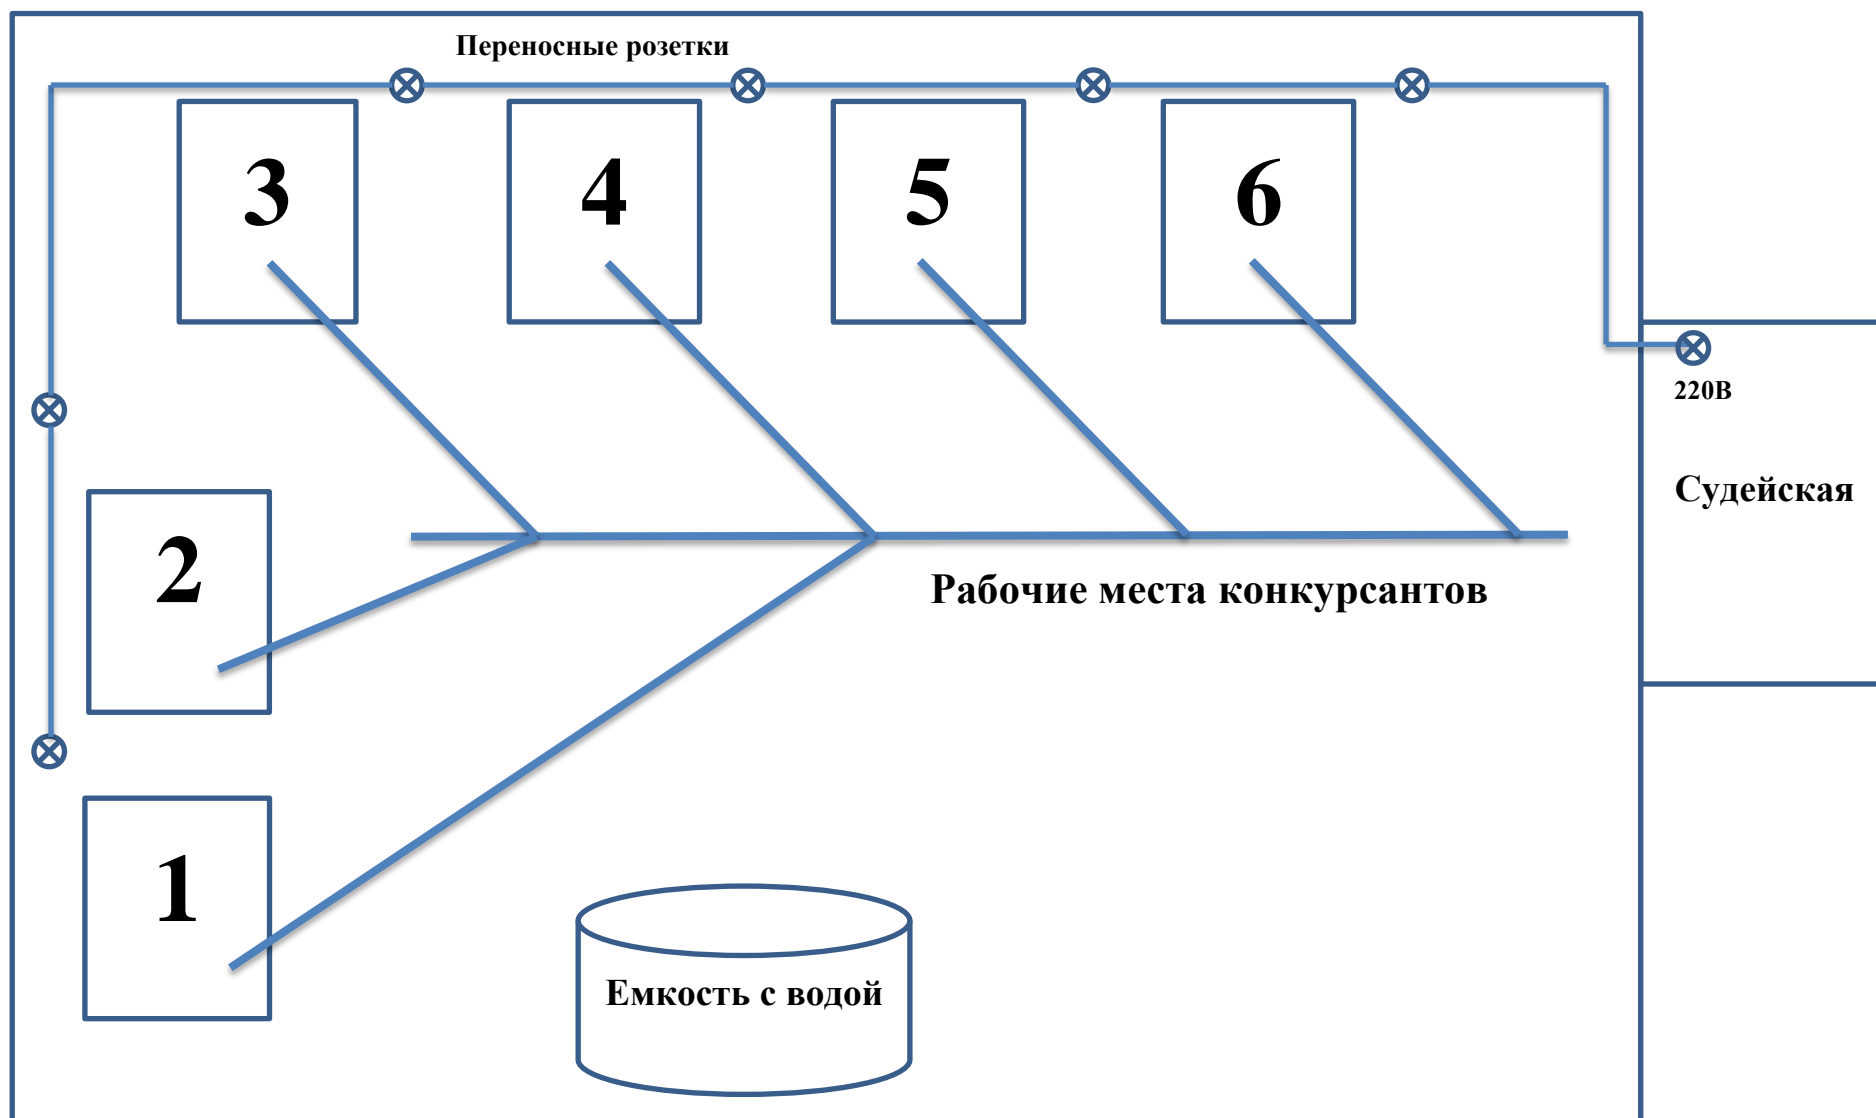 Переносные розетки
3
4
5
6
220В
Судейская
2
Рабочие места конкурсантов
1
Емкость с водой